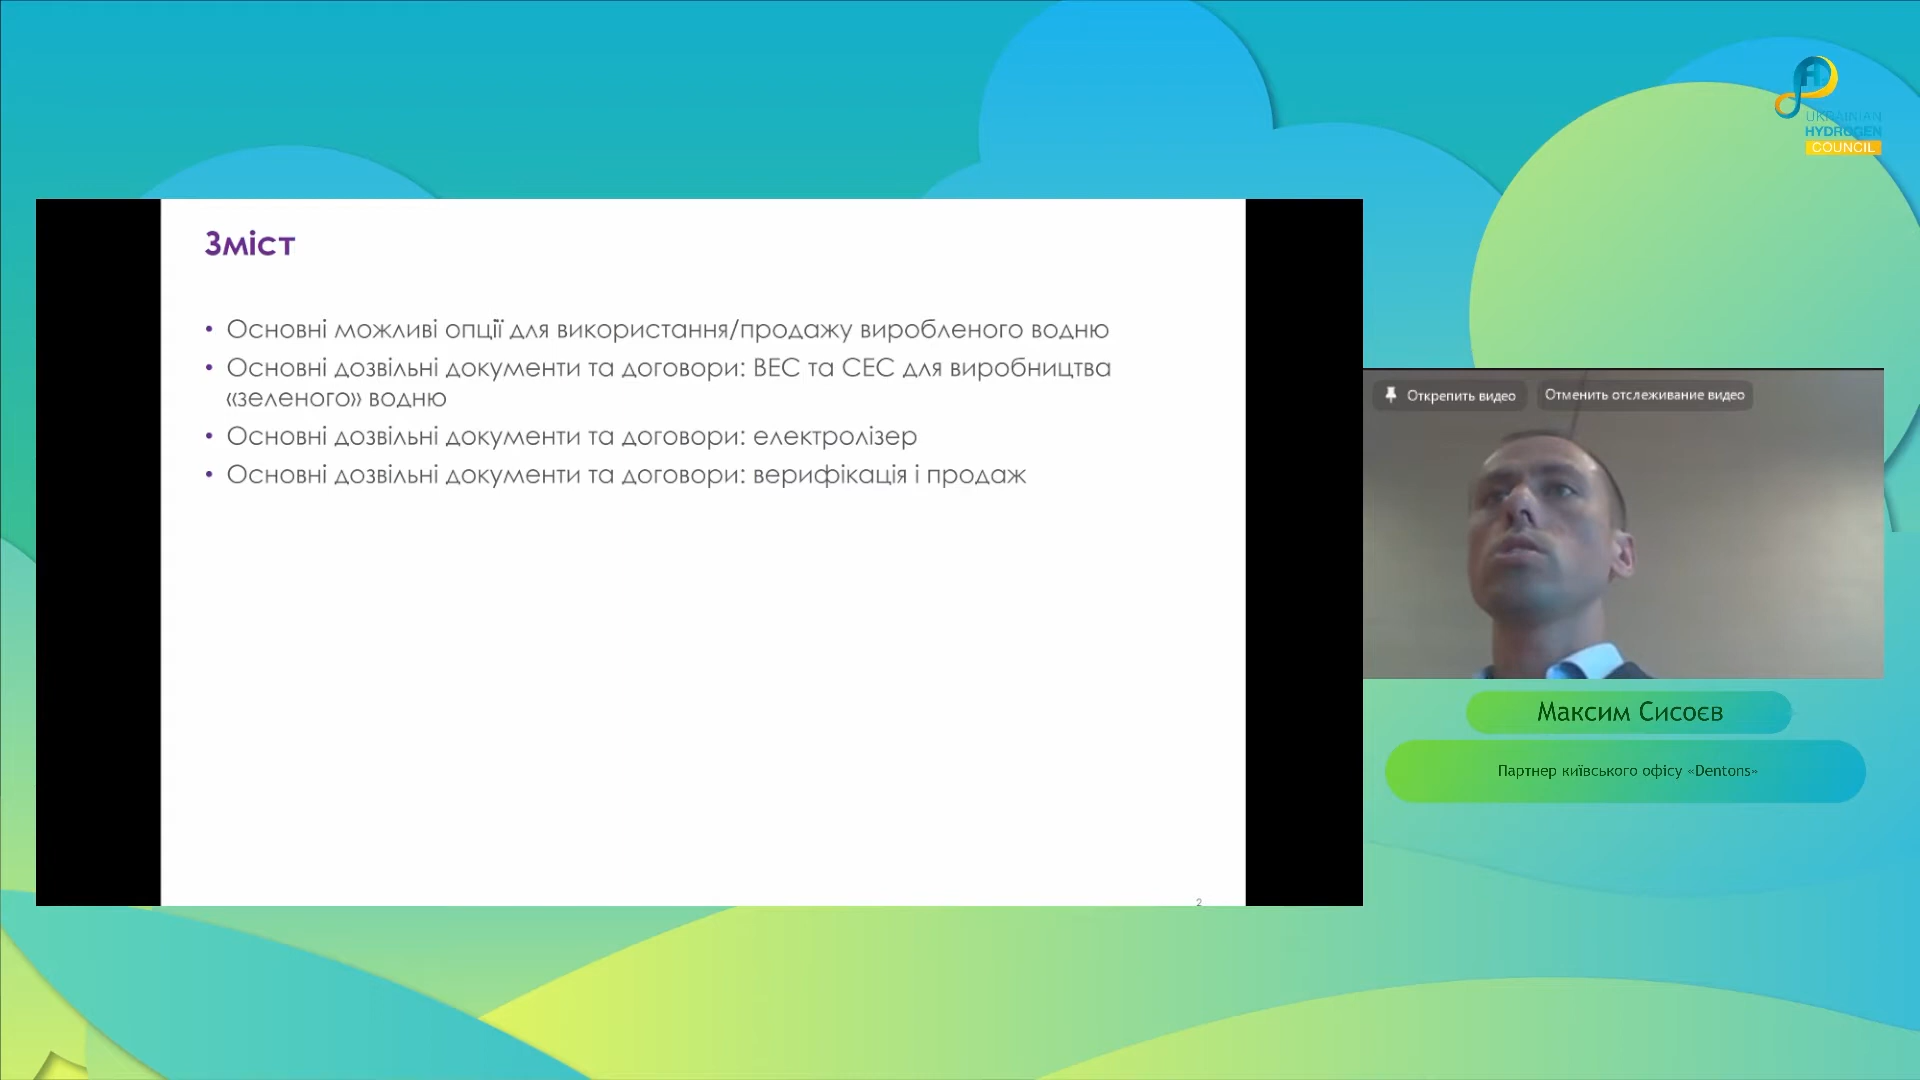 UKRAINIAN
HYDROGEN
COUNCIL
Зміст
• Основні можливі опції для використання/продажу виробленого водню
• Основні дозвільні документи та договори: ВЕС та СЕС для виробництва
«зеленого» водню
• Основні дозвільні документи та договори: електролізер
• Основні дозвільні документи та договори: верифікація і продаж
2
Открепить видео
Отменить отслеживание видео
Максим Сисоєв
Партнер київського офісу «Dentons»